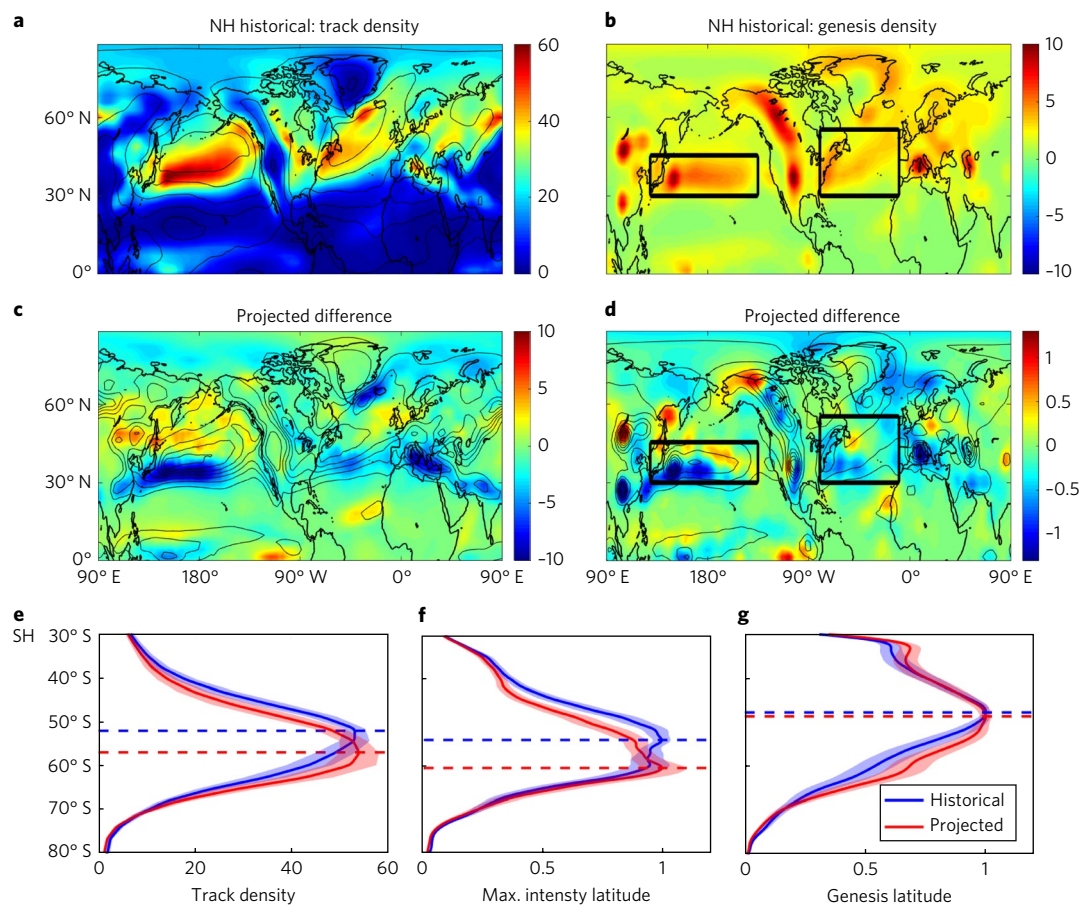 a NH historical: track density
60
40
20
0
60° N
30° N
0°
b NH historical: genesis density
10
5
0
–5
–10
c Projected difference
10
5
0
–5
–10
60° N
30° N
0°
90° E 180° 90° W 0° 90° E
d Projected difference
1
0.5
0
–0.5
–1
90° E 180° 90° W 0° 90° E
e
SH
30° S
40° S
50° S
60° S
70° S
80° S
0 20 40 60
Track density
f
0 0.5 1
Max. intensty latitude
g
Historical
Projected
0 0.5 1
Genesis latitude